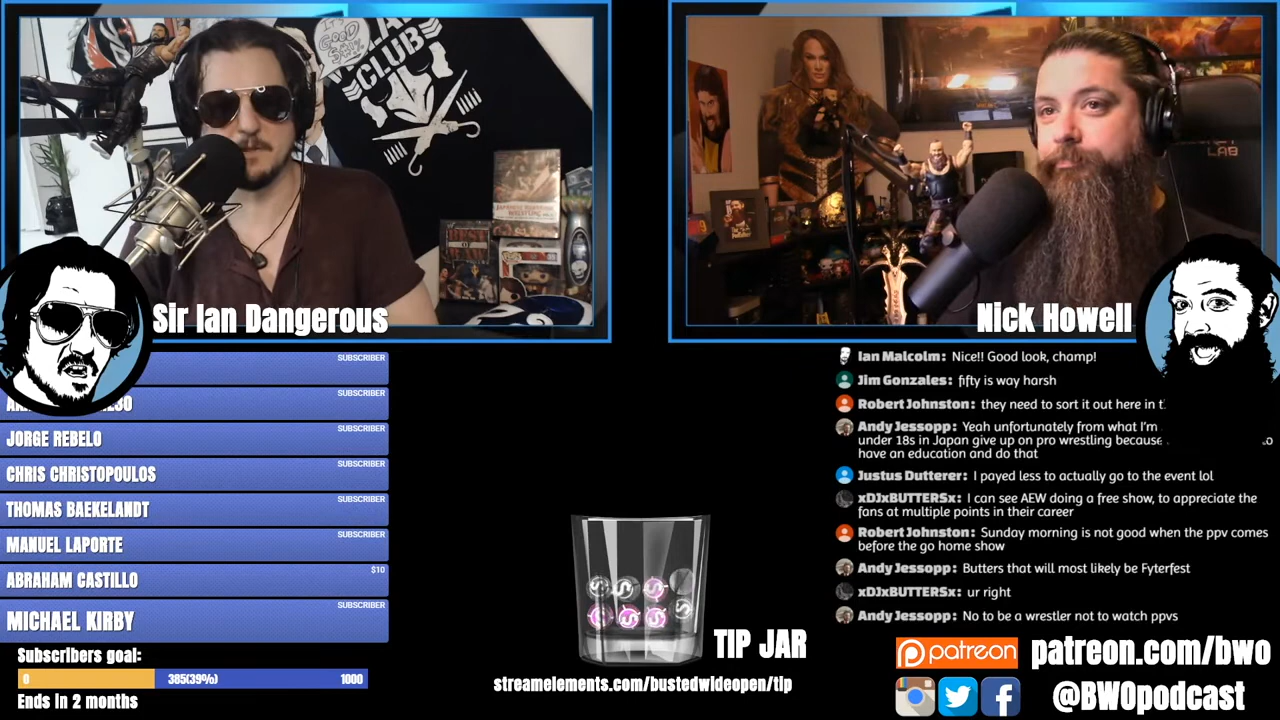 GOOD
CLUB
LAB
Sir Ian Dangerous
Nick Howell
SUBSCRIBER
SUBSCRIBER
SUBSCRIBER
JORGE REBELO
SUBSCRIBER
CHRIS CHRISTOPOULOS
SUBSCRIBER
THOMAS BAEKELANDT
SUBSCRIBER
MANUEL LAPORTE
$10
ABRAHAM CASTILLO
SUBSCRIBER
MICHAEL KIRBY
Subscribers goal:
0 385(39%) 1000
Ends in 2 months
TIP JAR
streamelements.com/bustedwideopen/tip
Ian Malcolm: Nice!! Good look, champ!
Jim Gonzales: fifty is way harsh
Robert Johnston: they need to sort it out here in
Andy Jessopp: Yeah unfortunately from what I'm
under 18s in Japan give up on pro wrestling because
have an education and do that
Justus Dutterer: I payed less to actually go to the event lol
xDJxBUTTERSx: I can see AEW doing a free show, to appreciate the
fans at multiple points in their career
Robert Johnston: Sunday morning is not good when the ppv comes
before the go home show
Andy Jessopp: Butters that will most likely be Fyterfest
xDJxBUTTERSx: ur right
Andy Jessopp: No to be a wrestler not to watch ppvs
patreon patreon.com/bwo
@BWOpodcast